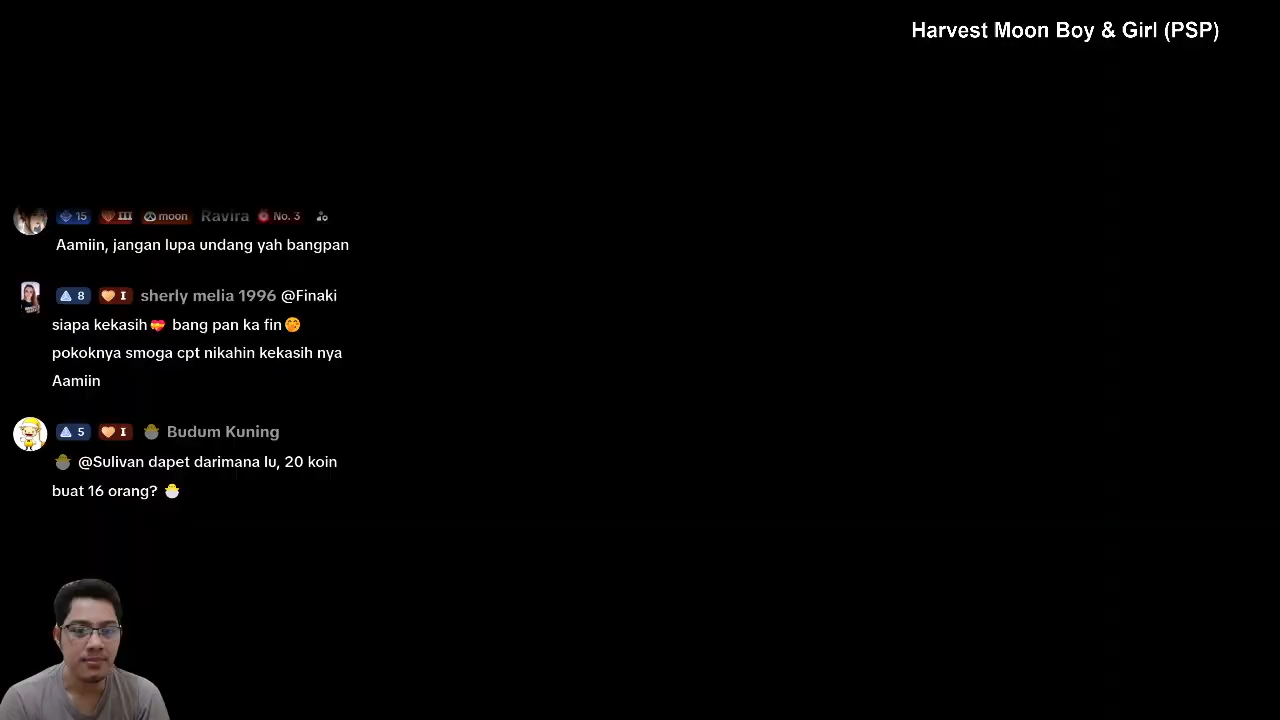 Harvest Moon Boy & Girl (PSP)
15 III moon Ravira No. 3
Aamiin, jangan lupa undang yah bangpan
8 I sherly melia 1996 @Finaki
siapa kekasih💝 bang pan ka fin🤭
pokoknya smoga cpt nikahin kekasih nya
Aamiin
5 I 🐣 Budum Kuning
🐣 @Sulivan dapet darimana lu, 20 koin
buat 16 orang? 🐣